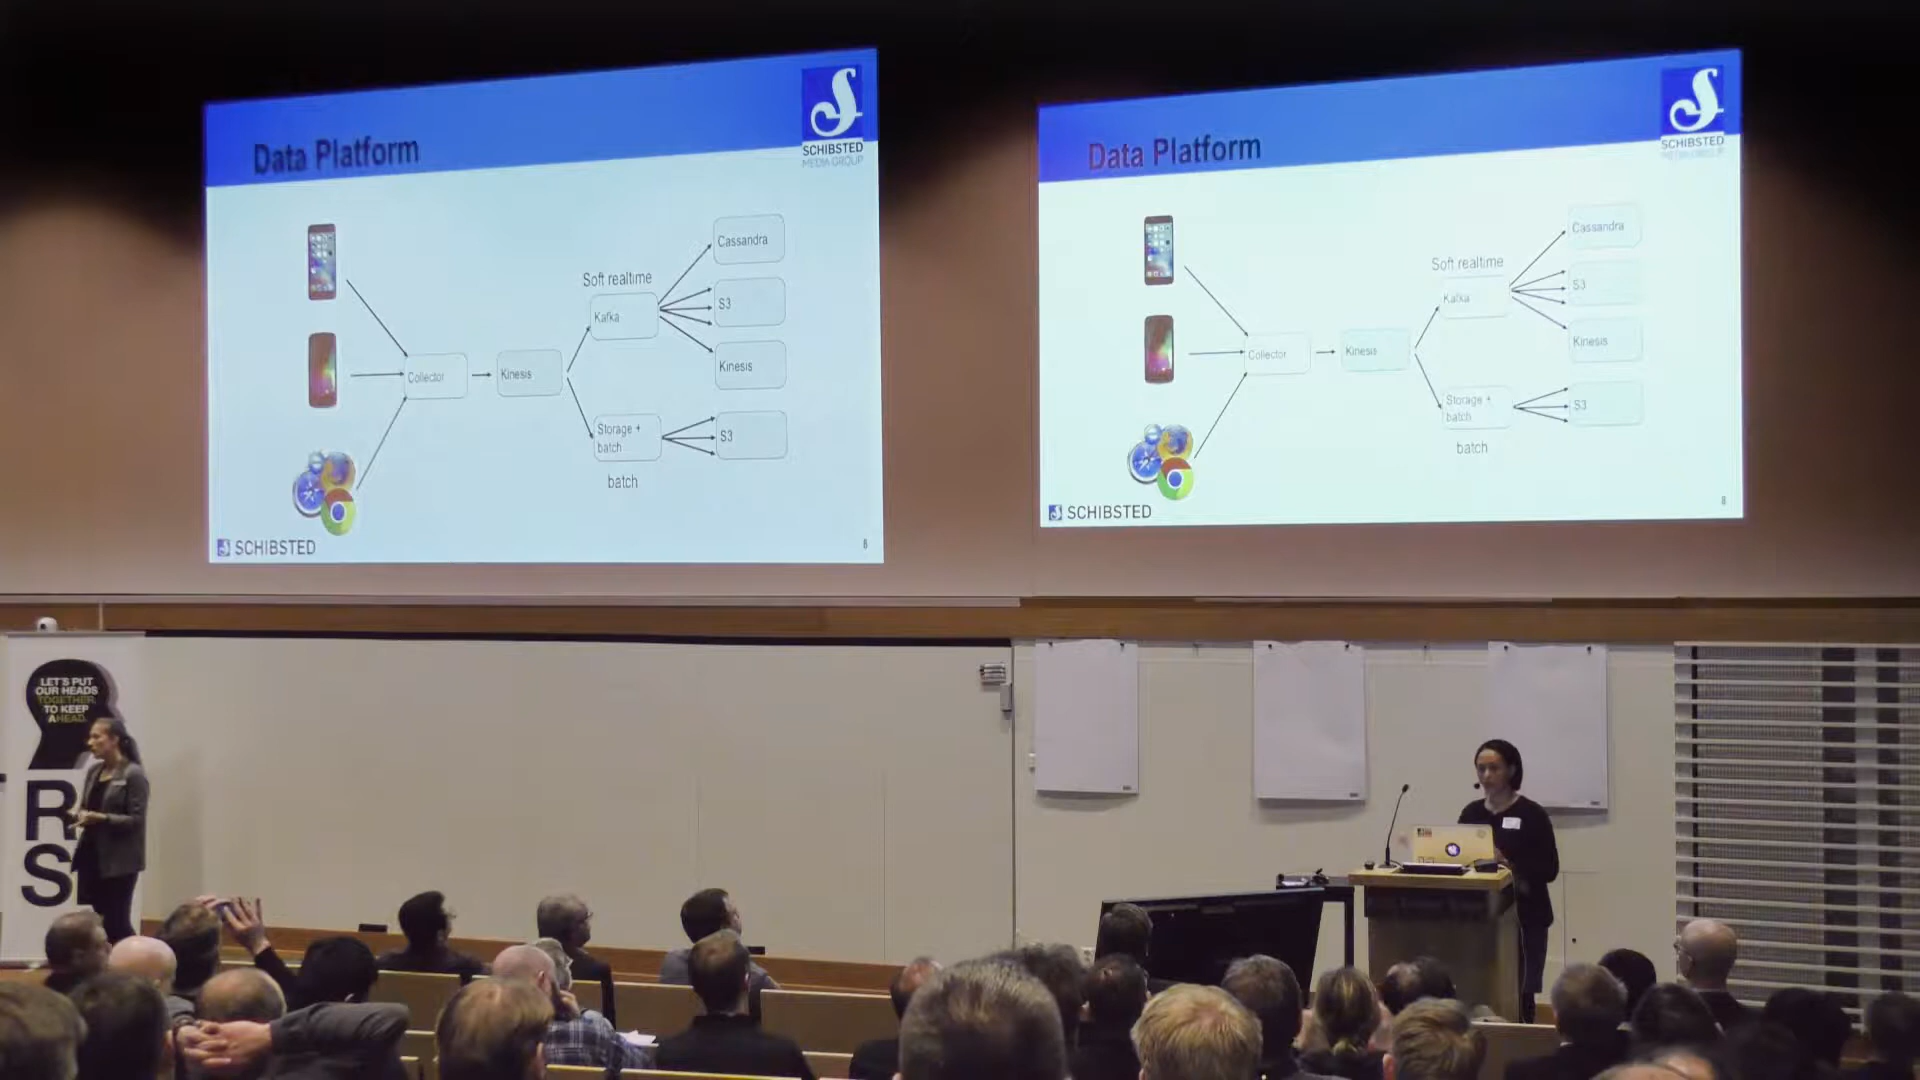 Data Platform
SCHIBSTED
MEDIA GROUP
Soft realtime
Cassandra
S3
Kafka
Kinesis
Collector
Kinesis
Storage +
batch
S3
batch
SCHIBSTED
Data Platform
SCHIBSTED
MEDIA GROUP
Soft realtime
Cassandra
S3
Kafka
Kinesis
Collector
Kinesis
Storage +
batch
S3
batch
SCHIBSTED
8
LET'S PUT
OUR HEADS
TOGETHER,
TO KEEP
AHEAD.
R
S